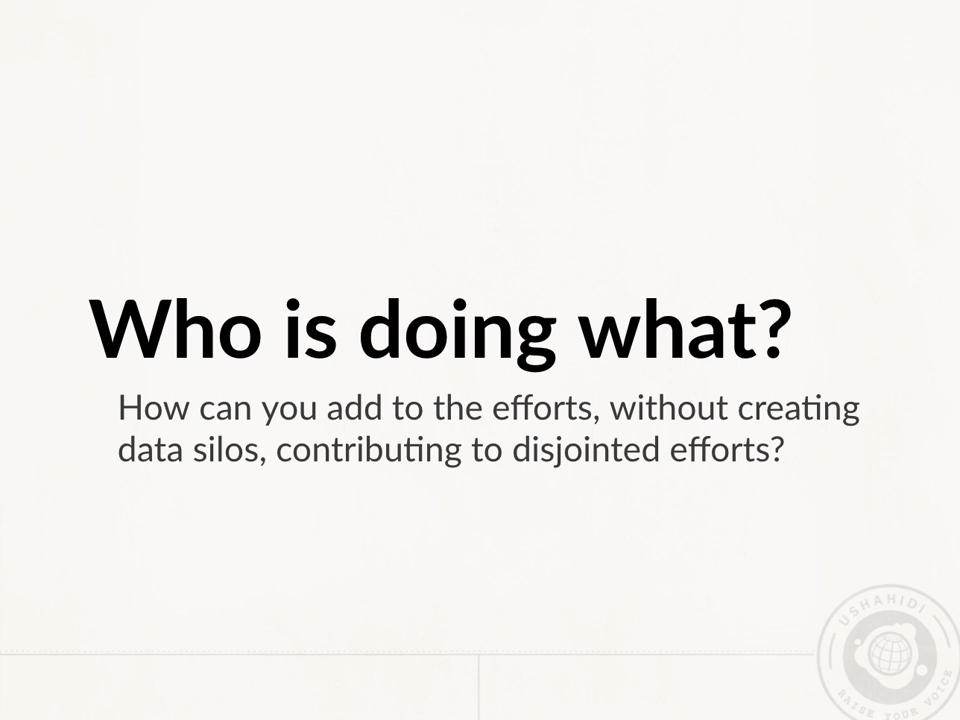 Who is doing what?
How can you add to the efforts, without creating
data silos, contributing to disjointed efforts?
USHAHIDI
RAISE YOUR VOICE